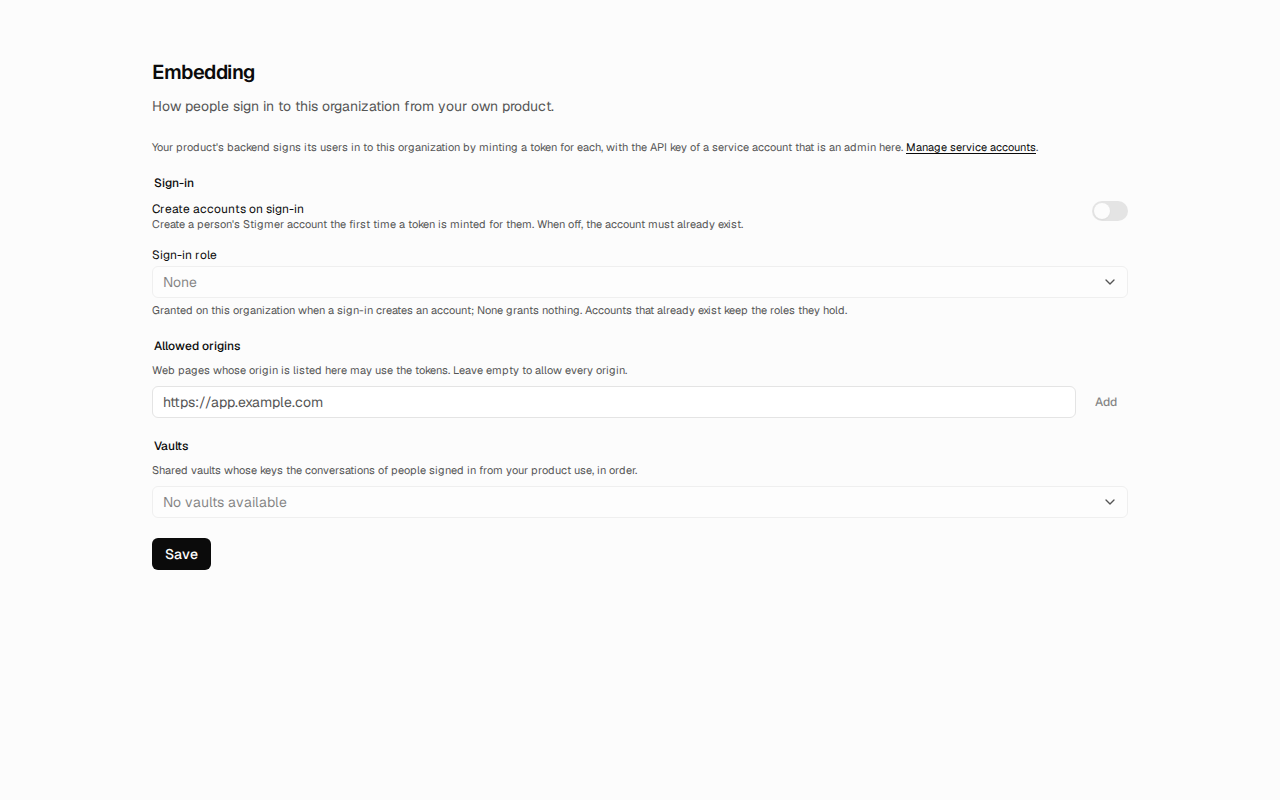 Embedding
How people sign in to this organization from your own product.
Your product's backend signs its users in to this organization by minting a token for each, with the API key of a service account that is an admin here. Manage service accounts.
Sign-in
Create accounts on sign-in
Create a person's Stigmer account the first time a token is minted for them. When off, the account must already exist.
Sign-in role
None
Granted on this organization when a sign-in creates an account; None grants nothing. Accounts that already exist keep the roles they hold.
Allowed origins
Web pages whose origin is listed here may use the tokens. Leave empty to allow every origin.
https://app.example.com
Add
Vaults
Shared vaults whose keys the conversations of people signed in from your product use, in order.
No vaults available
Save